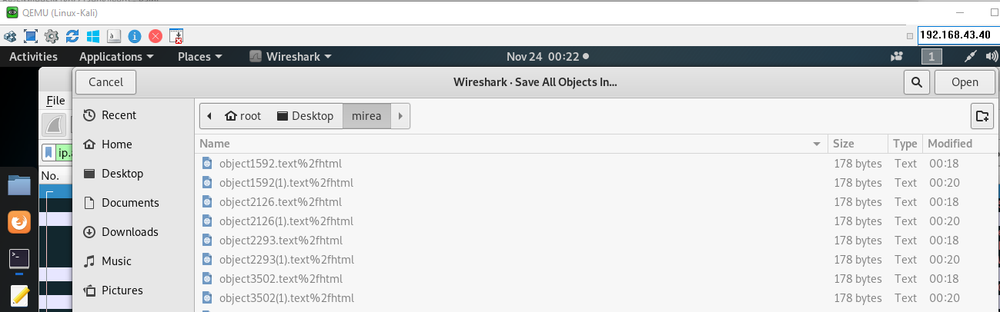 QEMU (Linux-Kali)
192.168.43.40
Activities Applications Places Wireshark Nov 24 00:22 1
Cancel Wireshark · Save All Objects In... Open
File
Recent root Desktop mirea
ip.
Home Name Size Type Modified
No.
object1592.text%2fhtml 178 bytes Text 00:18
Desktop object1592(1).text%2fhtml 178 bytes Text 00:20
Documents object2126.text%2fhtml 178 bytes Text 00:18
object2126(1).text%2fhtml 178 bytes Text 00:20
Downloads object2293.text%2fhtml 178 bytes Text 00:18
Music object2293(1).text%2fhtml 178 bytes Text 00:20
object3502.text%2fhtml 178 bytes Text 00:18
Pictures object3502(1).text%2fhtml 178 bytes Text 00:20